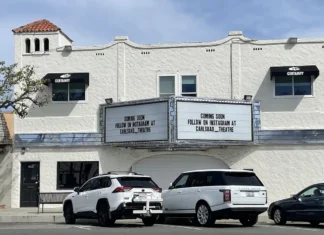 COMING SOON
FOLLOW ON INSTAGRAM AT
CARLSBAD__THEATRE
COMING SOON
FOLLOW ON INSTAGRAM AT
CARLSBAD__THEATRE